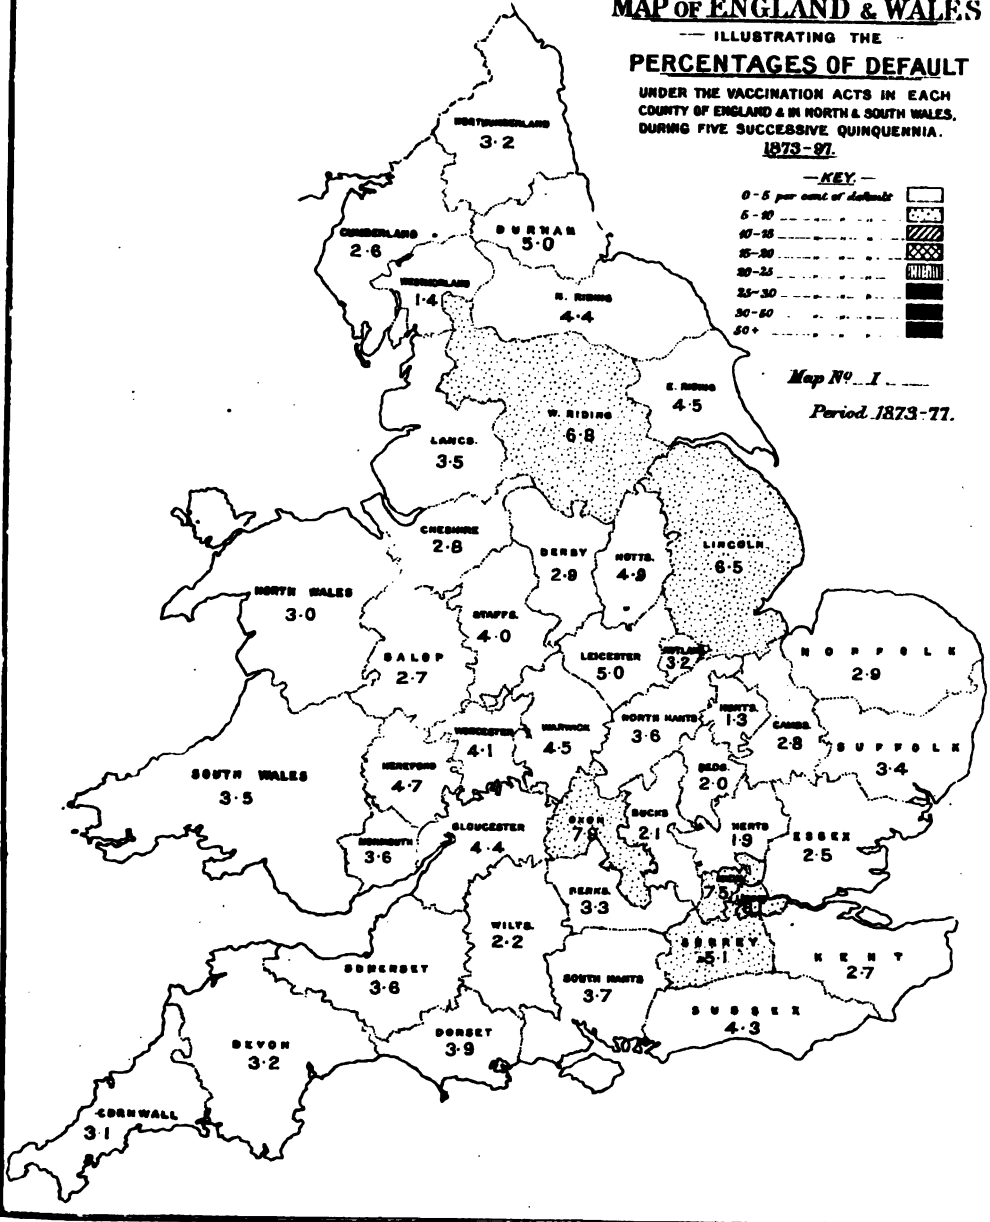 MAP OF ENGLAND & WALES
ILLUSTRATING THE
PERCENTAGES OF DEFAULT
UNDER THE VACCINATION ACTS IN EACH
COUNTY OF ENGLAND & IN NORTH & SOUTH WALES,
DURING FIVE SUCCESSIVE QUINQUENNIA.
1873-97.
KEY.
0-5 per cent of default
5-10 " " "
10-15 " " "
15-20 " " "
20-25 " " "
25-30 " " "
30-50 " " "
50+ " " "
Map No. I
Period 1873-77.
NORTHUMBERLAND
3.2
CUMBERLAND
2.6
DURHAM
5.0
WESTMORLAND
1.4
N. RIDING
4.4
E. RIDING
4.5
W. RIDING
6.8
LANCS.
3.5
CHESHIRE
2.8
DERBY
2.9
NOTTS.
4.9
LINCOLN
6.5
NORTH WALES
3.0
STAFFS.
4.0
SALOP
2.7
LEICESTER
5.0
RUTLAND
3.2
NORFOLK
2.9
HUNTS.
1.3
NORTH HANTS
3.6
CAMBS.
2.8
SUFFOLK
3.4
WORCESTER
4.1
WARWICK
4.5
HEREFORD
4.7
SOUTH WALES
3.5
BEDS.
2.0
OXON
BUCKS
2.1
HERTS
1.9
ESSEX
2.5
GLOUCESTER
4.4
MONMOUTH
3.6
7.5
BERKS.
3.3
WILTS.
2.2
SURREY
5.1
KENT
2.7
SOMERSET
3.6
SOUTH HANTS
3.7
SUSSEX
4.3
DORSET
3.9
DEVON
3.2
CORNWALL
3.1